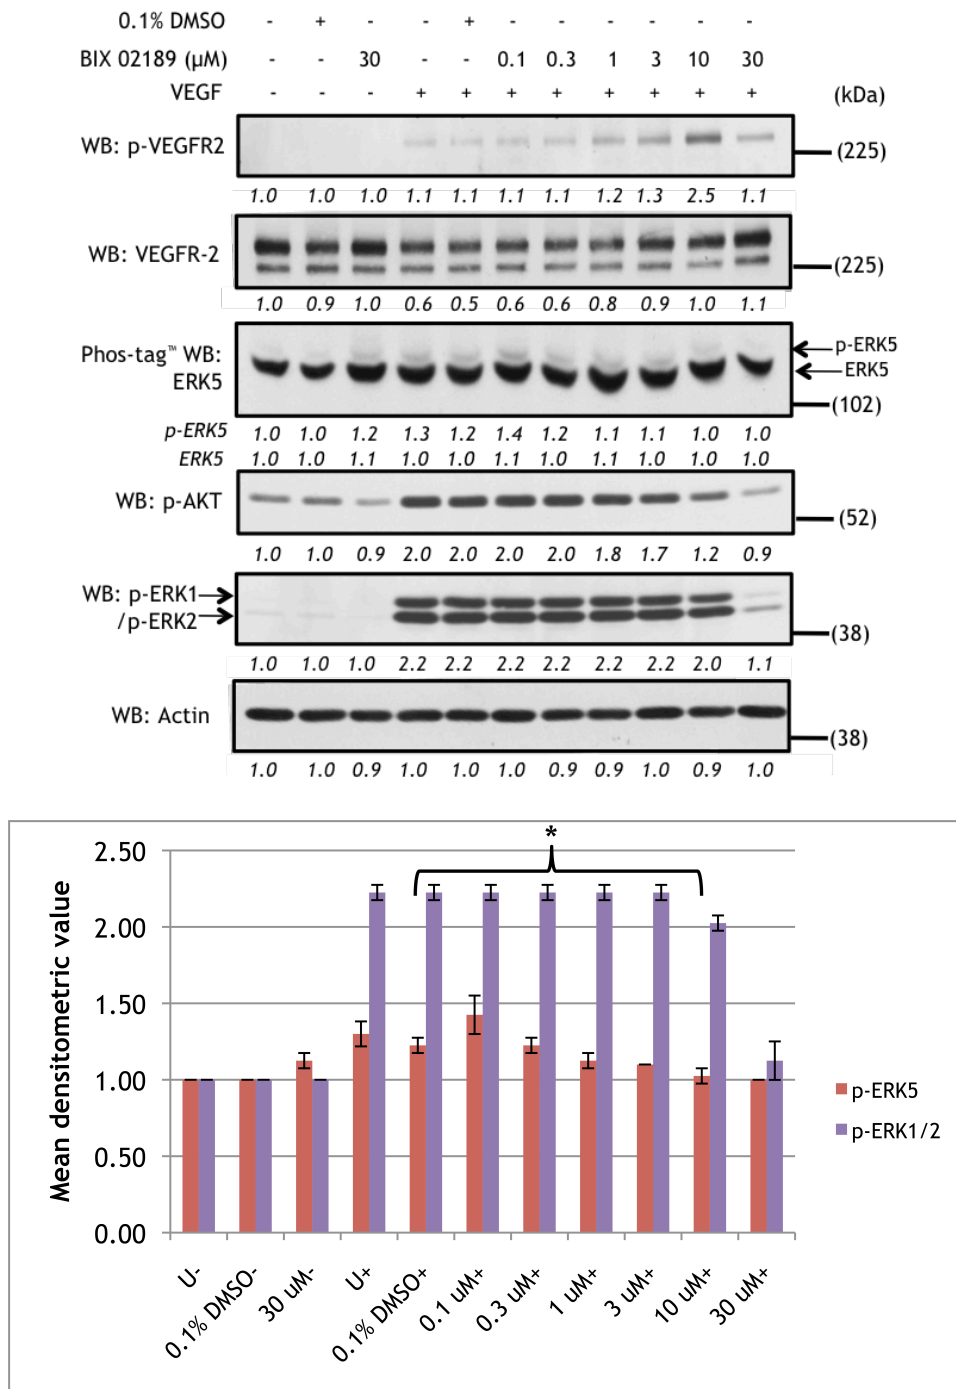 0.1% DMSO - + - - + - - - - - -
BIX 02189 (µM) - - 30 - - 0.1 0.3 1 3 10 30
VEGF - - - + + + + + + + + (kDa)
WB: p-VEGFR2 (225)
1.0 1.0 1.0 1.1 1.1 1.1 1.1 1.2 1.3 2.5 1.1
WB: VEGFR-2 (225)
1.0 0.9 1.0 0.6 0.5 0.6 0.6 0.8 0.9 1.0 1.1
Phos-tag™ WB: p-ERK5
ERK5 ERK5
(102)
p-ERK5 1.0 1.0 1.2 1.3 1.2 1.4 1.2 1.1 1.1 1.0 1.0
ERK5 1.0 1.0 1.1 1.0 1.0 1.1 1.0 1.1 1.0 1.0 1.0
WB: p-AKT (52)
1.0 1.0 0.9 2.0 2.0 2.0 2.0 1.8 1.7 1.2 0.9
WB: p-ERK1
/p-ERK2 (38)
1.0 1.0 1.0 2.2 2.2 2.2 2.2 2.2 2.2 2.0 1.1
WB: Actin (38)
1.0 1.0 0.9 1.0 1.0 1.0 0.9 0.9 1.0 0.9 1.0
*
2.50
2.00
1.50
1.00
0.50
0.00
Mean densitometric value
p-ERK5
p-ERK1/2
U- 0.1% DMSO- 30 uM- U+ 0.1% DMSO+ 0.1 uM+ 0.3 uM+ 1 uM+ 3 uM+ 10 uM+ 30 uM+